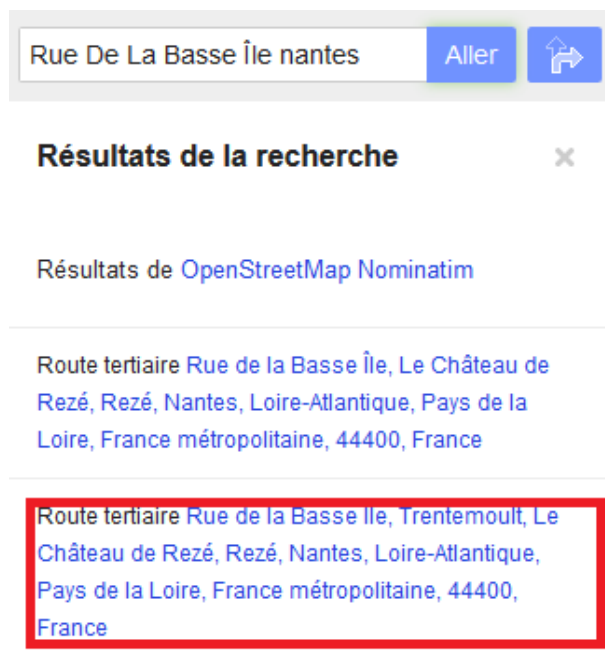 Rue De La Basse Île nantes
Aller
Résultats de la recherche
×
Résultats de OpenStreetMap Nominatim
Route tertiaire Rue de la Basse Île, Le Château de
Rezé, Rezé, Nantes, Loire-Atlantique, Pays de la
Loire, France métropolitaine, 44400, France
Route tertiaire Rue de la Basse Ile, Trentemoult, Le
Château de Rezé, Rezé, Nantes, Loire-Atlantique,
Pays de la Loire, France métropolitaine, 44400,
France